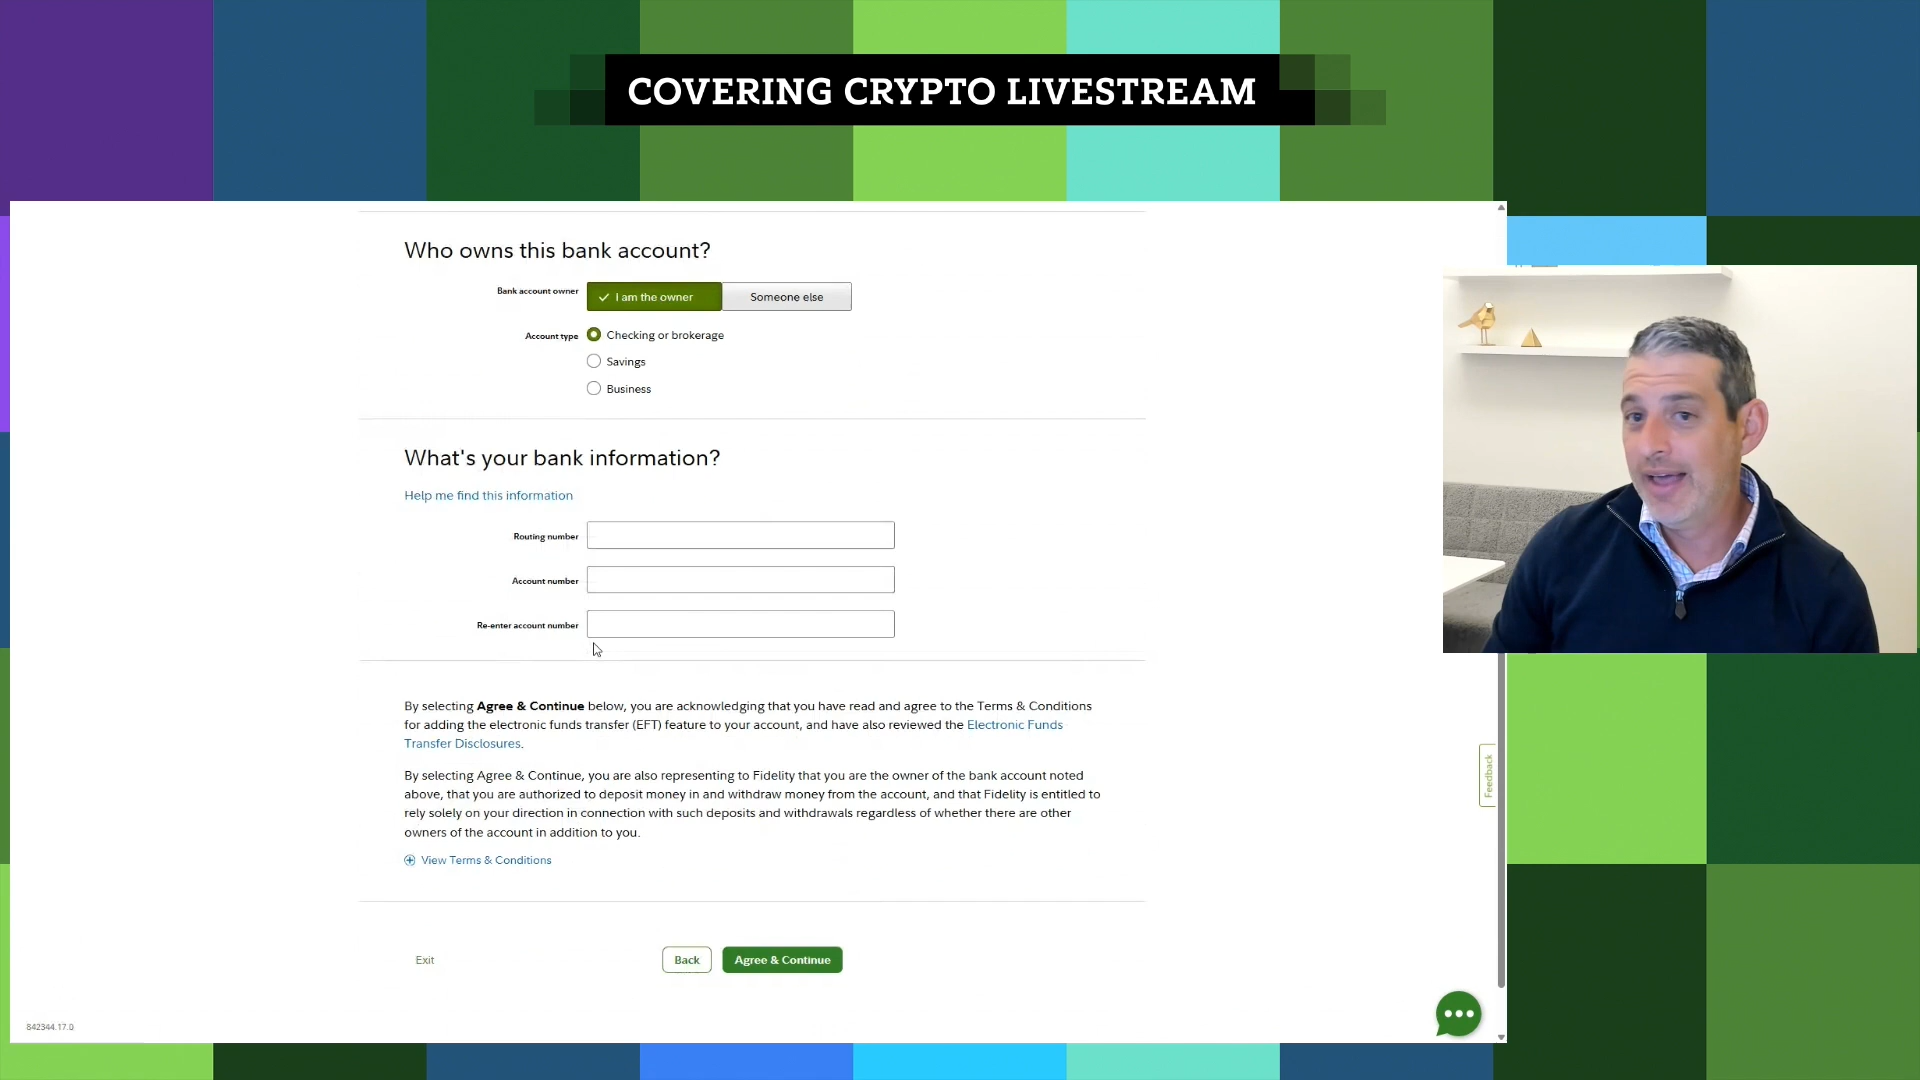 COVERING CRYPTO LIVESTREAM
Who owns this bank account?
Bank account owner
I am the owner
Someone else
Account type
Checking or brokerage
Savings
Business
What's your bank information?
Help me find this information
Routing number
Account number
Re-enter account number
By selecting Agree & Continue below, you are acknowledging that you have read and agree to the Terms & Conditions
for adding the electronic funds transfer (EFT) feature to your account, and have also reviewed the Electronic Funds
Transfer Disclosures.
By selecting Agree & Continue, you are also representing to Fidelity that you are the owner of the bank account noted
above, that you are authorized to deposit money in and withdraw money from the account, and that Fidelity is entitled to
rely solely on your direction in connection with such deposits and withdrawals regardless of whether there are other
owners of the account in addition to you.
View Terms & Conditions
Feedback
Exit
Back
Agree & Continue
842344.17.0